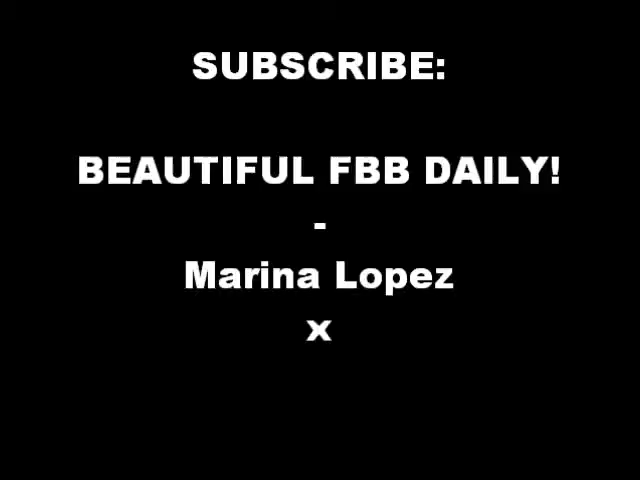 SUBSCRIBE:
BEAUTIFUL FBB DAILY!
-
Marina Lopez
x